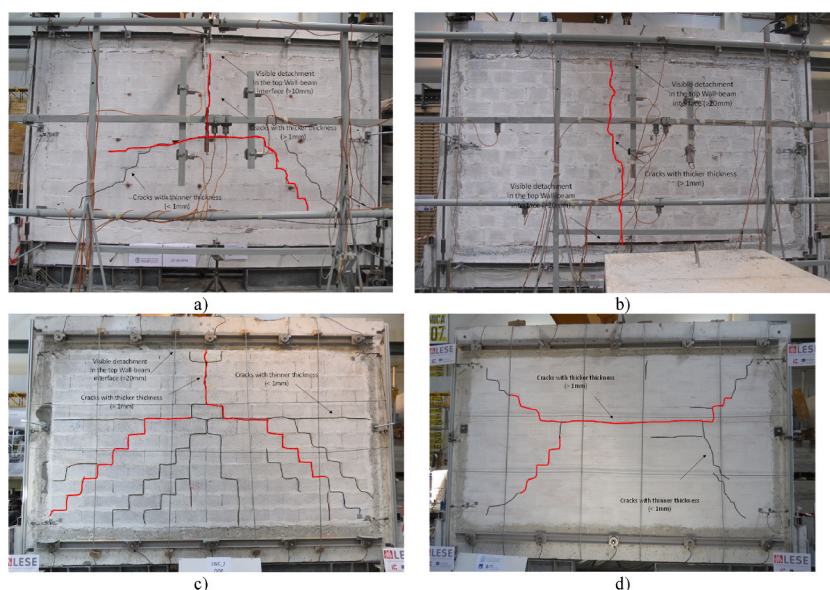 Visible detachment
in the top Wall-beam
interface (>10mm)
Cracks with thicker thickness
(> 1mm)
Cracks with thinner thickness
(< 1mm)
a)
Visible detachment
in the top Wall-beam
interface (>20mm)
Cracks with thicker thickness
(> 1mm)
Visible detachment
in the top Wall-beam
b)
Visible detachment
in the top Wall-beam
interface (>20mm)
Cracks with thinner thickness
(< 1mm)
Cracks with thicker thickness
(> 1mm)
LESE
LESE
c)
07
LESE
Cracks with thicker thickness
(> 1mm)
Cracks with thinner thickness
(< 1mm)
LESE
d)